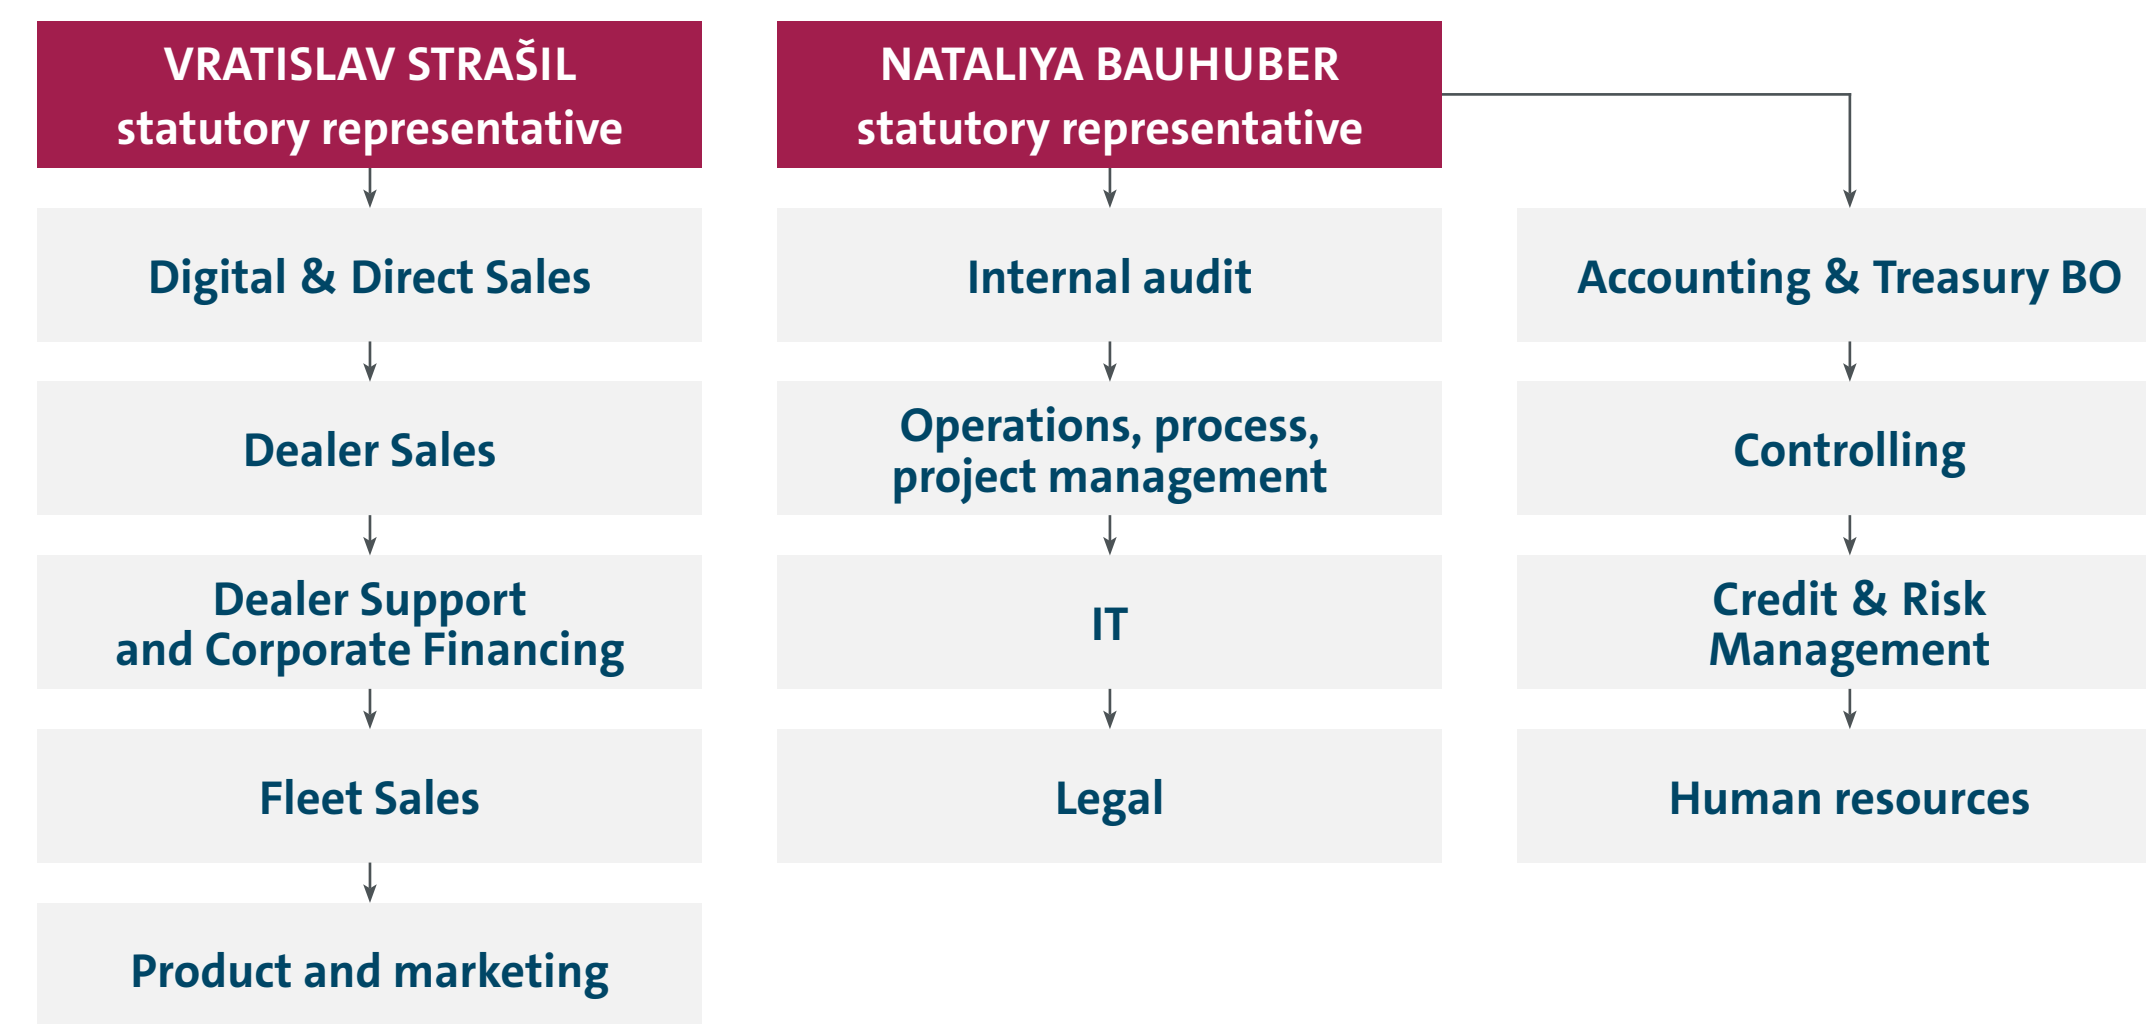 VRATISLAV STRAŠIL
statutory representative
Digital & Direct Sales
Dealer Sales
Dealer Support
and Corporate Financing
Fleet Sales
Product and marketing
NATALIYA BAUHUBER
statutory representative
Internal audit
Operations, process,
project management
IT
Legal
Accounting & Treasury BO
Controlling
Credit & Risk
Management
Human resources